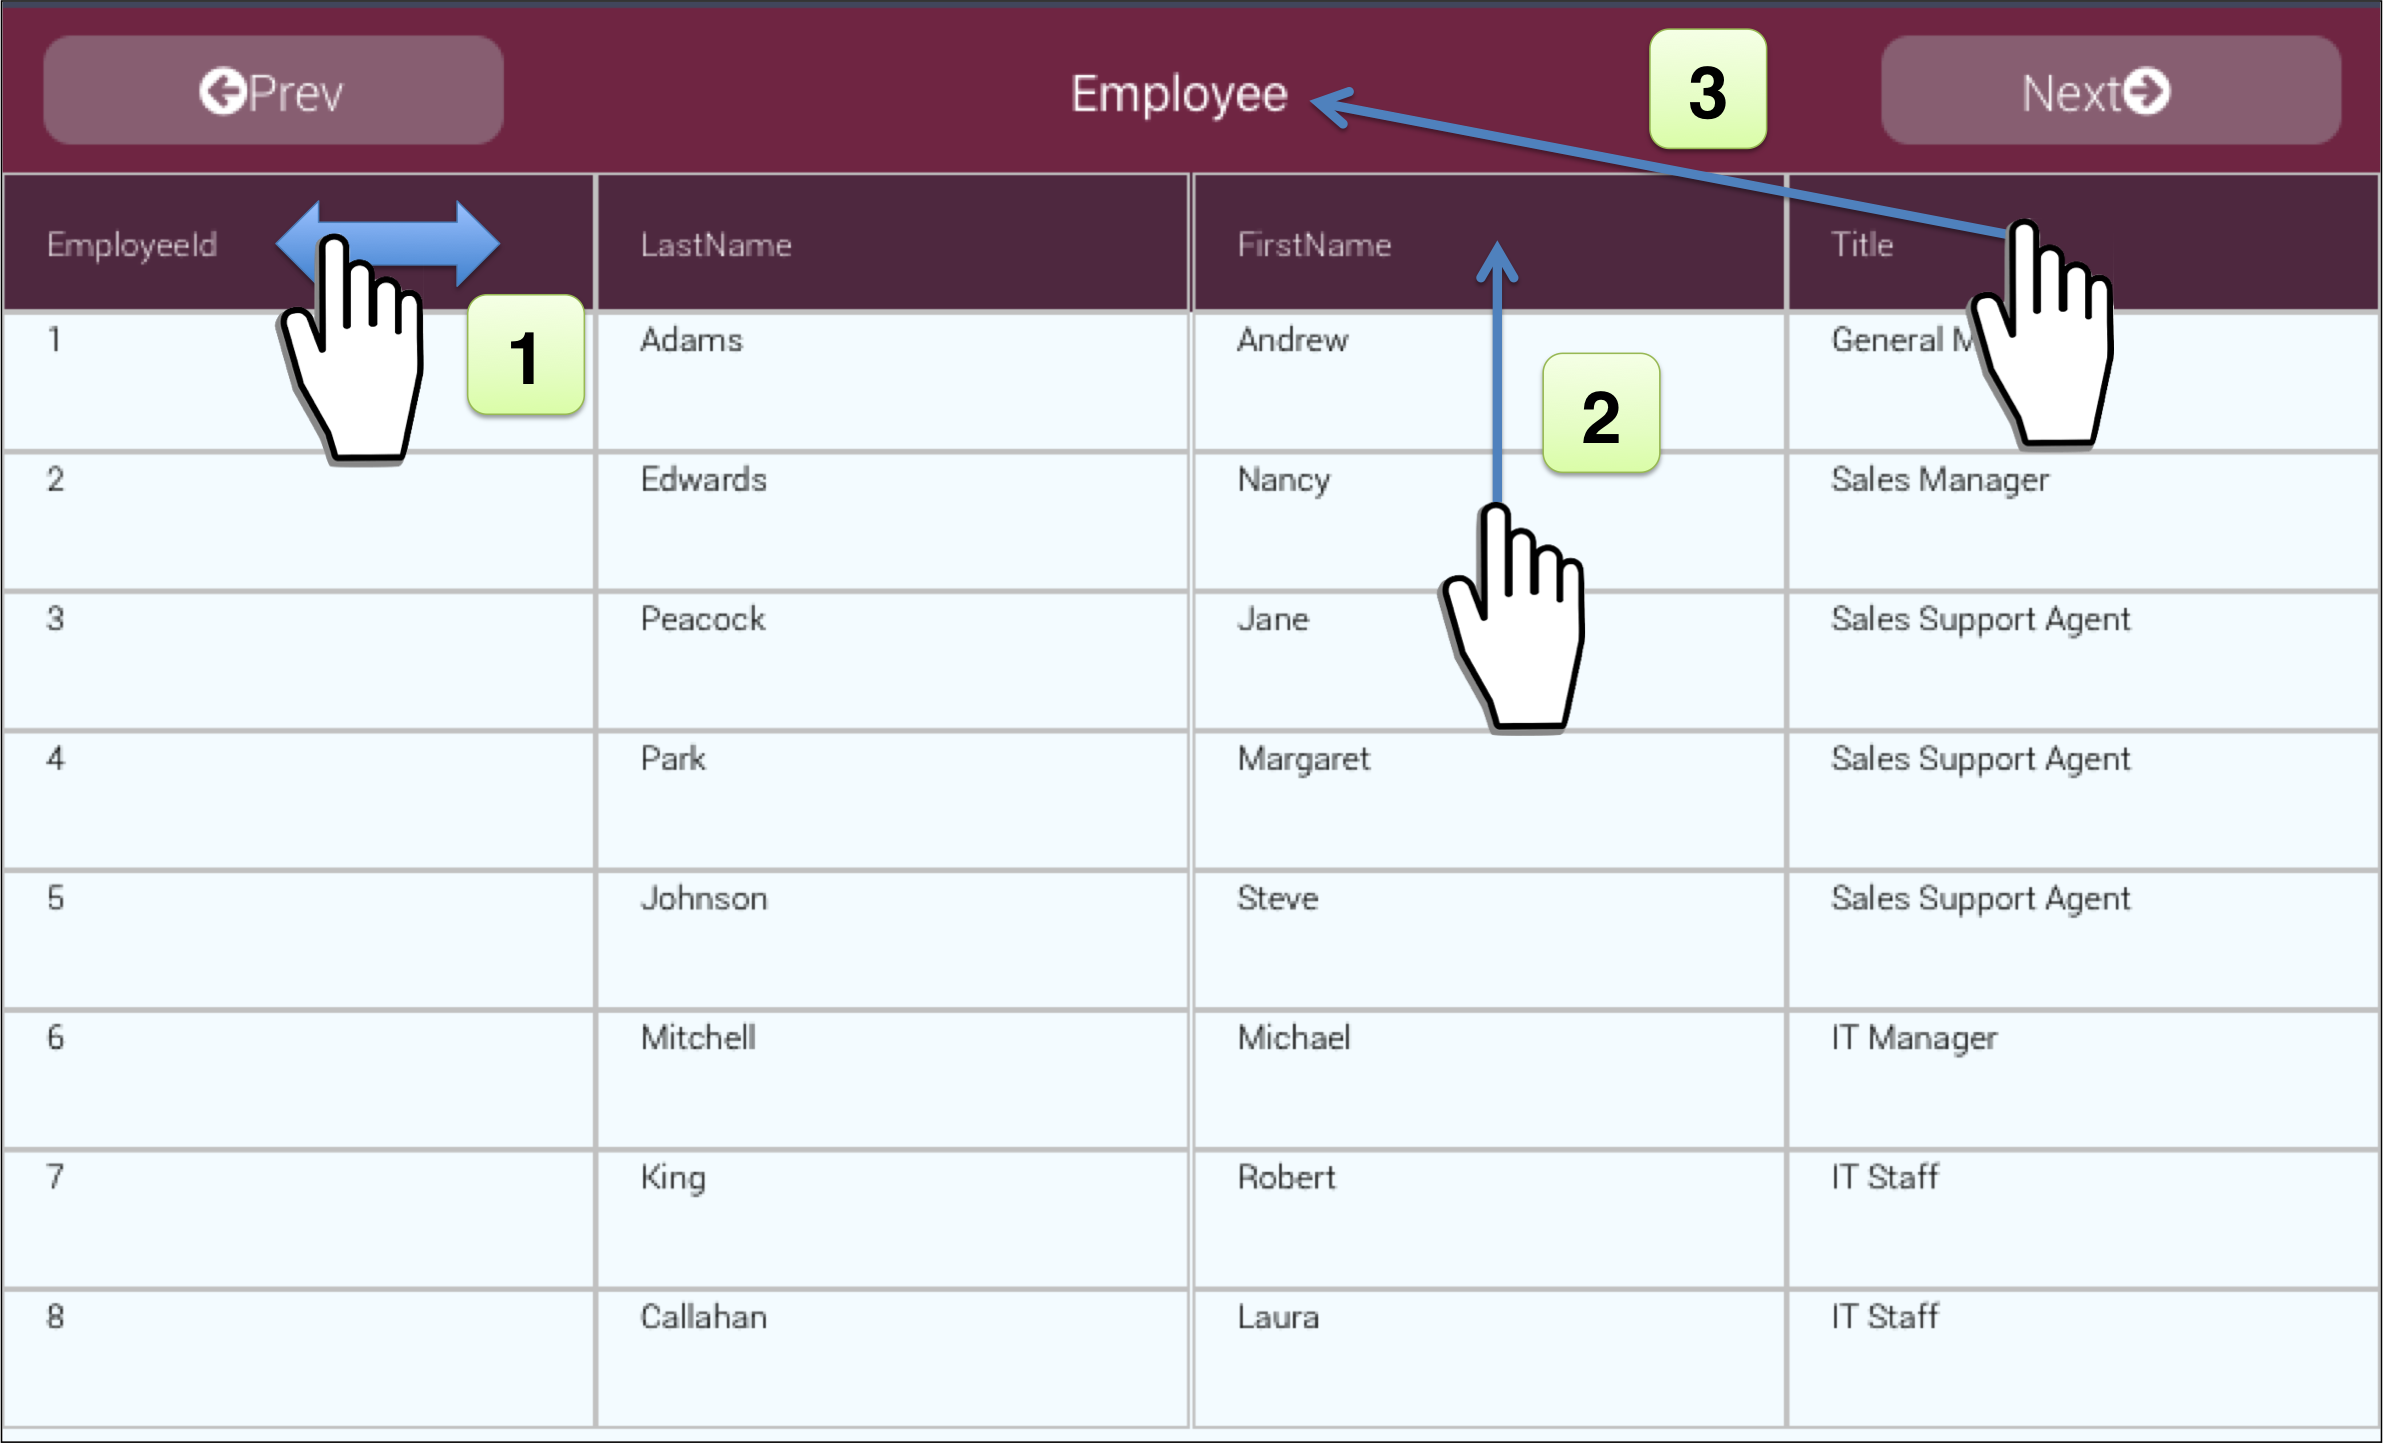 Prev Employee 3 Next
EmployeeId LastName FirstName Title
1
1 Adams Andrew General
2
2 Edwards Nancy Sales Manager
3 Peacock Jane Sales Support Agent
4 Park Margaret Sales Support Agent
5 Johnson Steve Sales Support Agent
6 Mitchell Michael IT Manager
7 King Robert IT Staff
8 Callahan Laura IT Staff